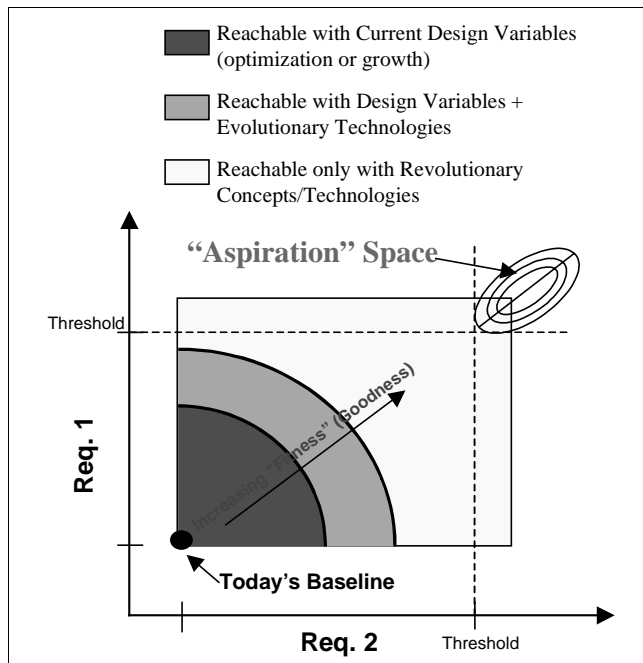 Reachable with Current Design Variables
(optimization or growth)
Reachable with Design Variables +
Evolutionary Technologies
Reachable only with Revolutionary
Concepts/Technologies
“Aspiration” Space
Threshold
Increasing “Fitness” (Goodness)
Req. 1
Today's Baseline
Req. 2
Threshold